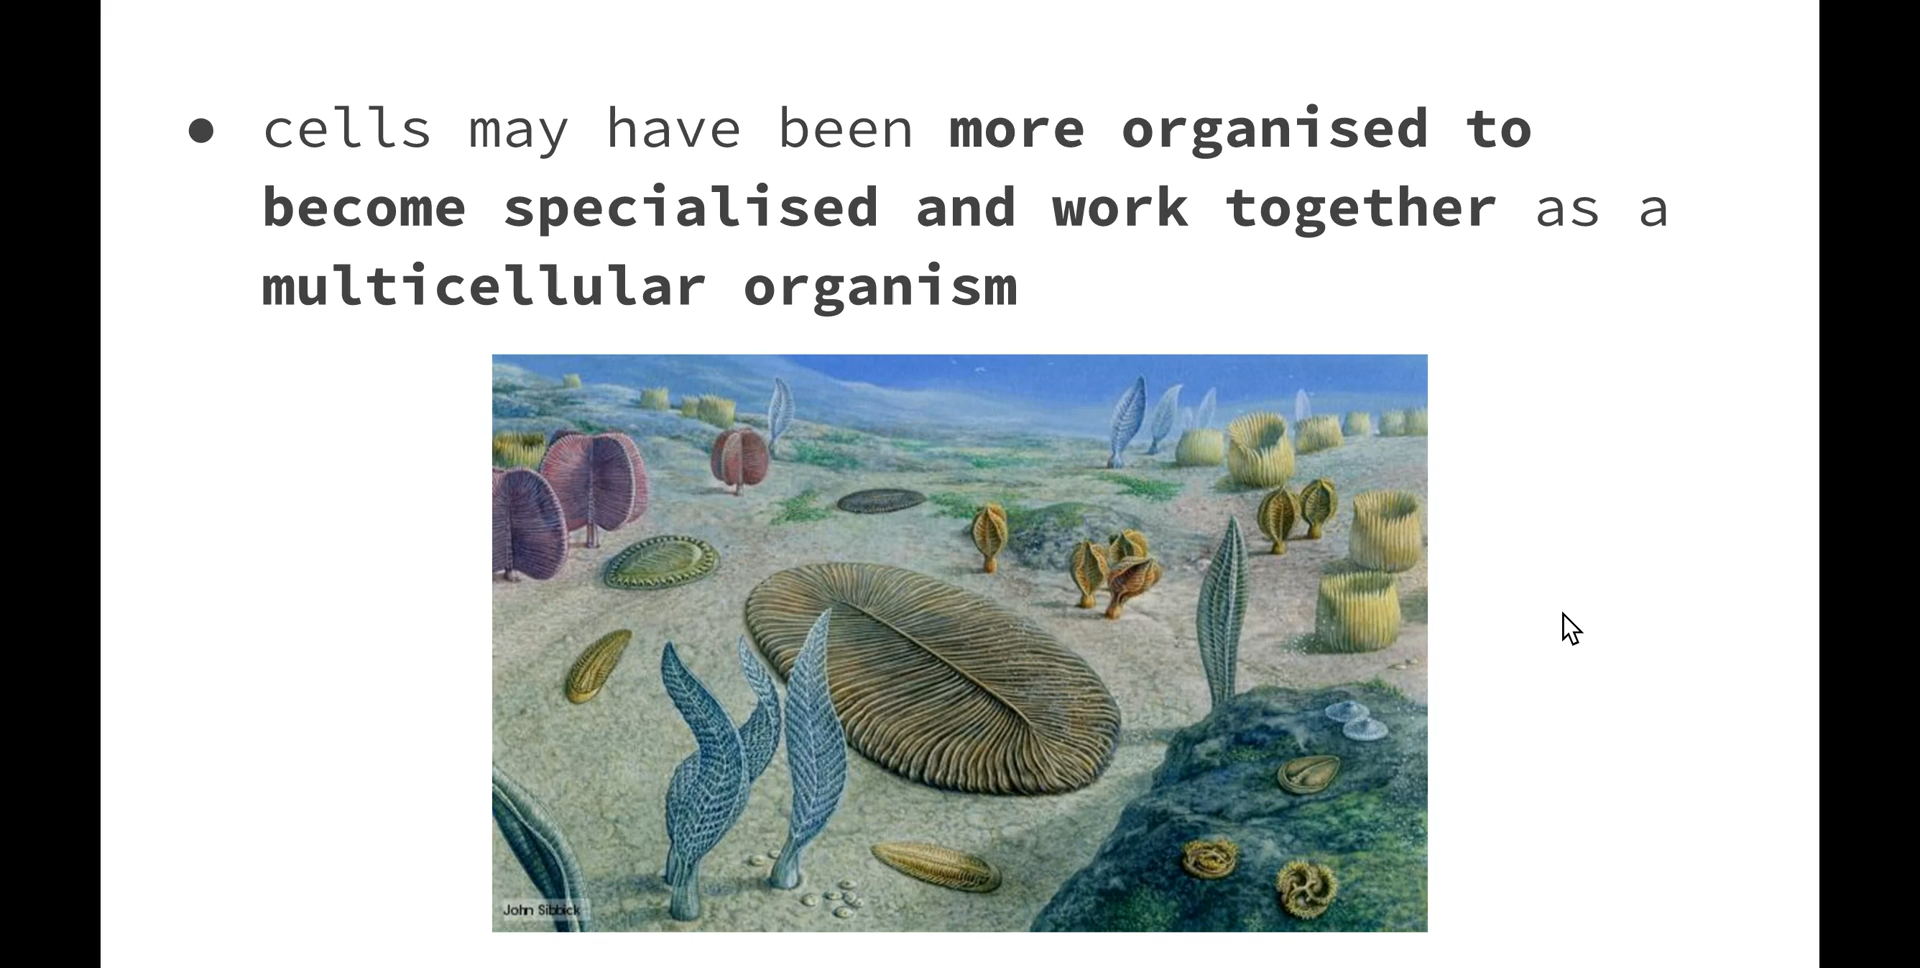 ● cells may have been more organised to
become specialised and work together as a
multicellular organism
John Sibbick